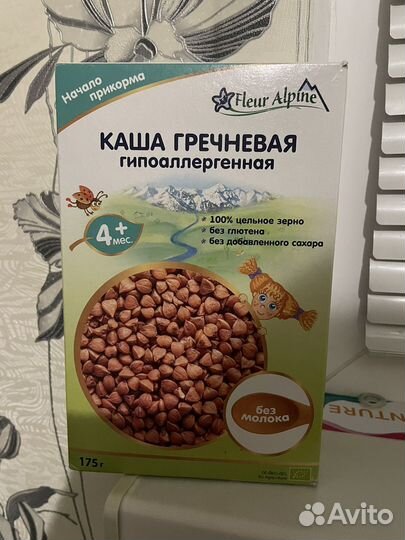 Начало
прикорма
Fleur Alpine
КАША ГРЕЧНЕВАЯ
гипоаллергенная
4+
мес.
• 100% цельное зерно
• без глютена
• без добавленного сахара
без
молока
175 г
NTURE
Avito